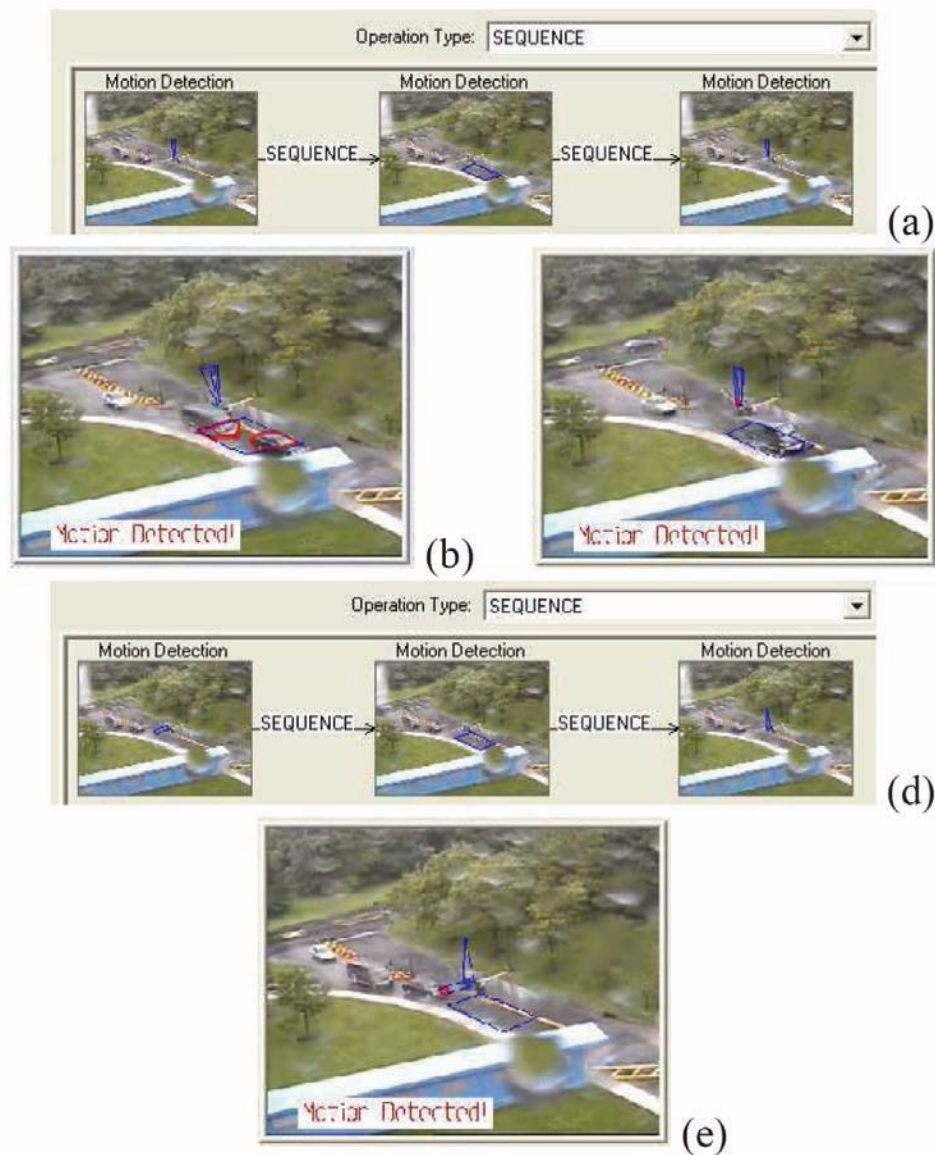 Operation Type: SEQUENCE
Motion Detection Motion Detection Motion Detection
SEQUENCE SEQUENCE
(a)
Motion Detected!
(b)
Motion Detected!
Operation Type: SEQUENCE
Motion Detection Motion Detection Motion Detection
SEQUENCE SEQUENCE
(d)
Motion Detected!
(e)